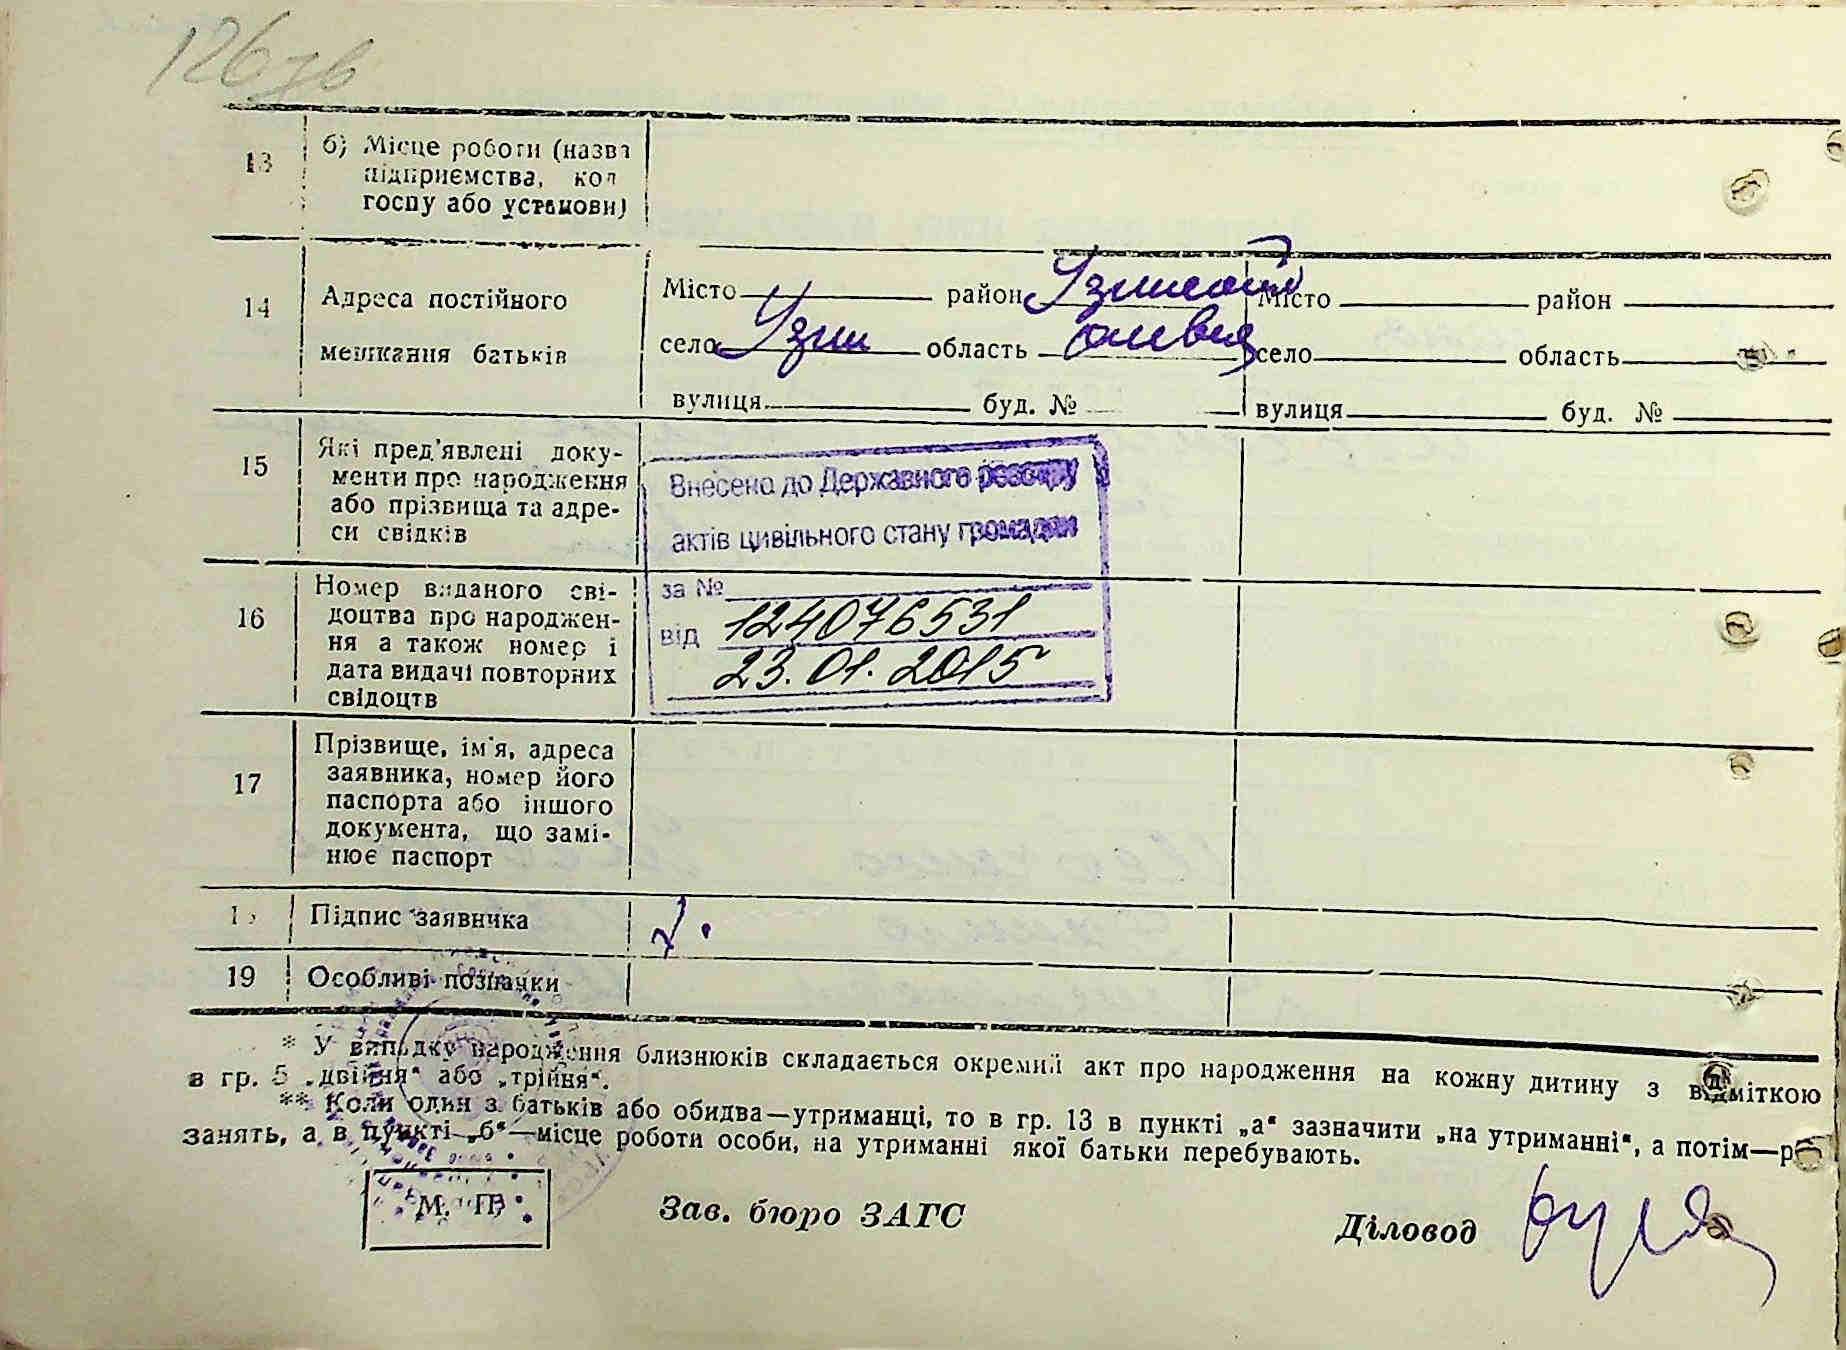 126 зв
13
б) Місце роботи (назва
підприємства, кол
госпу або установи)
14
Адреса постійного
мешкання батьків
Місто район
село Узин область
вулиця буд. №
Місто район
село область
вулиця буд. №
15
Які пред'явлені доку-
менти про народження
або прізвища та адре-
си свідків
Внесено до Державного реєстру
актів цивільного стану громадян
за № 124076531
від 23.01.2015
16
Номер виданого сві-
доцтва про народжен-
ня а також номер і
дата видачі повторних
свідоцтв
17
Прізвище, ім'я, адреса
заявника, номер його
паспорта або іншого
документа, що замі-
нює паспорт
Підпис заявника
19
Особливі позначки
* У випадку народження близнюків складається окремий акт про народження на кожну дитину з відміткою
в гр. 5 „двійня“ або „трійня“.
** Коли один з батьків або обидва—утриманці, то в гр. 13 в пункті „а“ зазначити „на утриманні“, а потім—р
занять, а в пункті „б“—місце роботи особи, на утриманні якої батьки перебувають.
М. П.
Зав. бюро ЗАГС
Діловод